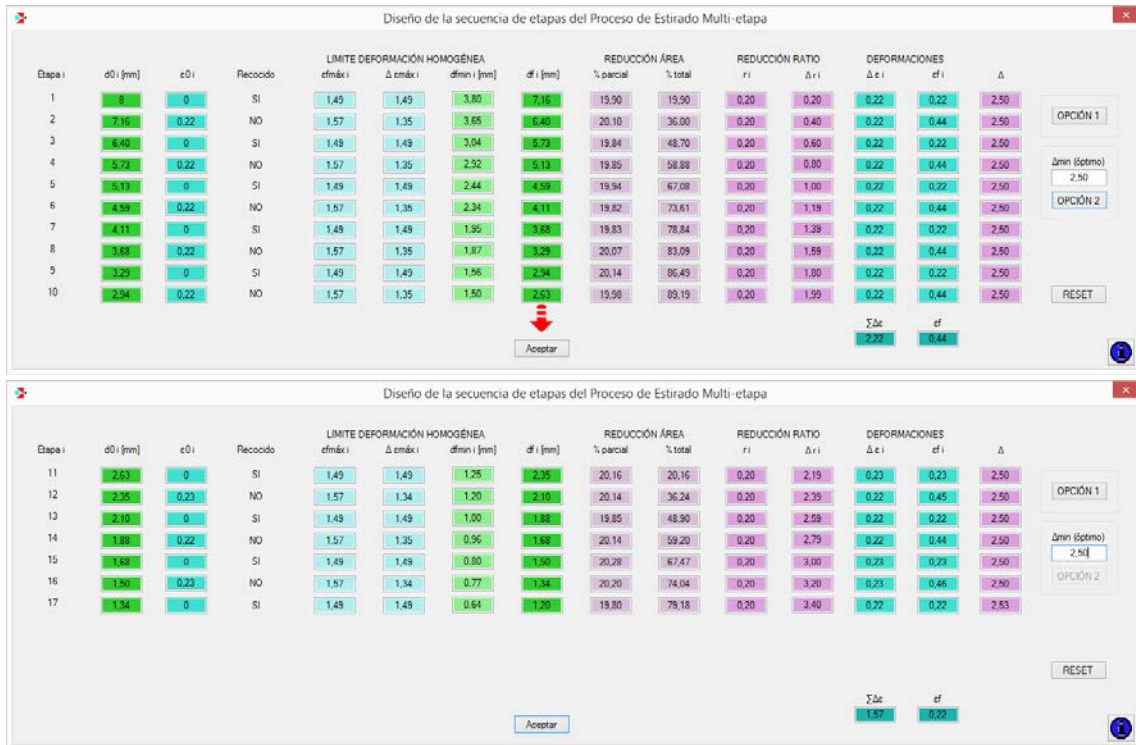 Diseño de la secuencia de etapas del Proceso de Estirado Multi-etapa
LIMITE DEFORMACIÓN HOMOGÉNEA REDUCCIÓN ÁREA REDUCCIÓN RATIO DEFORMACIONES
Etapa i d0 i [mm] ε0 i Recocido εfmáx i Δ εmáx i dfmin i [mm] df i [mm] % parcial % total r i Δ r i Δ ε i εf i Δ
1 8 0 SI 1,49 1,49 3,80 7,16 19,90 19,90 0,20 0,20 0,22 0,22 2,50
2 7,16 0,22 NO 1,57 1,35 3,65 6,40 20,10 36,00 0,20 0,40 0,22 0,44 2,50
OPCIÓN 1
3 6,40 0 SI 1,49 1,49 3,04 5,73 19,84 48,70 0,20 0,60 0,22 0,22 2,50
4 5,73 0,22 NO 1,57 1,35 2,92 5,13 19,85 58,88 0,20 0,80 0,22 0,44 2,50
Δmin (óptimo)
2,50
5 5,13 0 SI 1,49 1,49 2,44 4,59 19,94 67,08 0,20 1,00 0,22 0,22 2,50
6 4,59 0,22 NO 1,57 1,35 2,34 4,11 19,82 73,61 0,20 1,19 0,22 0,44 2,50
OPCIÓN 2
7 4,11 0 SI 1,49 1,49 1,95 3,68 19,83 78,84 0,20 1,39 0,22 0,22 2,50
8 3,68 0,22 NO 1,57 1,35 1,87 3,29 20,07 83,09 0,20 1,59 0,22 0,44 2,50
9 3,29 0 SI 1,49 1,49 1,56 2,94 20,14 86,49 0,20 1,80 0,22 0,22 2,50
10 2,94 0,22 NO 1,57 1,35 1,50 2,63 19,98 89,19 0,20 1,99 0,22 0,44 2,50
RESET
∑Δε εf
2,22 0,44
Aceptar
Diseño de la secuencia de etapas del Proceso de Estirado Multi-etapa
LIMITE DEFORMACIÓN HOMOGÉNEA REDUCCIÓN ÁREA REDUCCIÓN RATIO DEFORMACIONES
Etapa i d0 i [mm] ε0 i Recocido εfmáx i Δ εmáx i dfmin i [mm] df i [mm] % parcial % total r i Δ r i Δ ε i εf i Δ
11 2,63 0 SI 1,49 1,49 1,25 2,35 20,16 20,16 0,20 2,19 0,23 0,23 2,50
12 2,35 0,23 NO 1,57 1,34 1,20 2,10 20,14 36,24 0,20 2,39 0,22 0,45 2,50
OPCIÓN 1
13 2,10 0 SI 1,49 1,49 1,00 1,88 19,85 48,90 0,20 2,59 0,22 0,22 2,50
14 1,88 0,22 NO 1,57 1,35 0,96 1,68 20,14 59,20 0,20 2,79 0,22 0,44 2,50
Δmin (óptimo)
2,50
15 1,68 0 SI 1,49 1,49 0,80 1,50 20,28 67,47 0,20 3,00 0,23 0,23 2,50
16 1,50 0,23 NO 1,57 1,34 0,77 1,34 20,20 74,04 0,20 3,20 0,23 0,46 2,50
OPCIÓN 2
17 1,34 0 SI 1,49 1,49 0,64 1,20 19,80 79,18 0,20 3,40 0,22 0,22 2,53
RESET
∑Δε εf
1,57 0,22
Aceptar